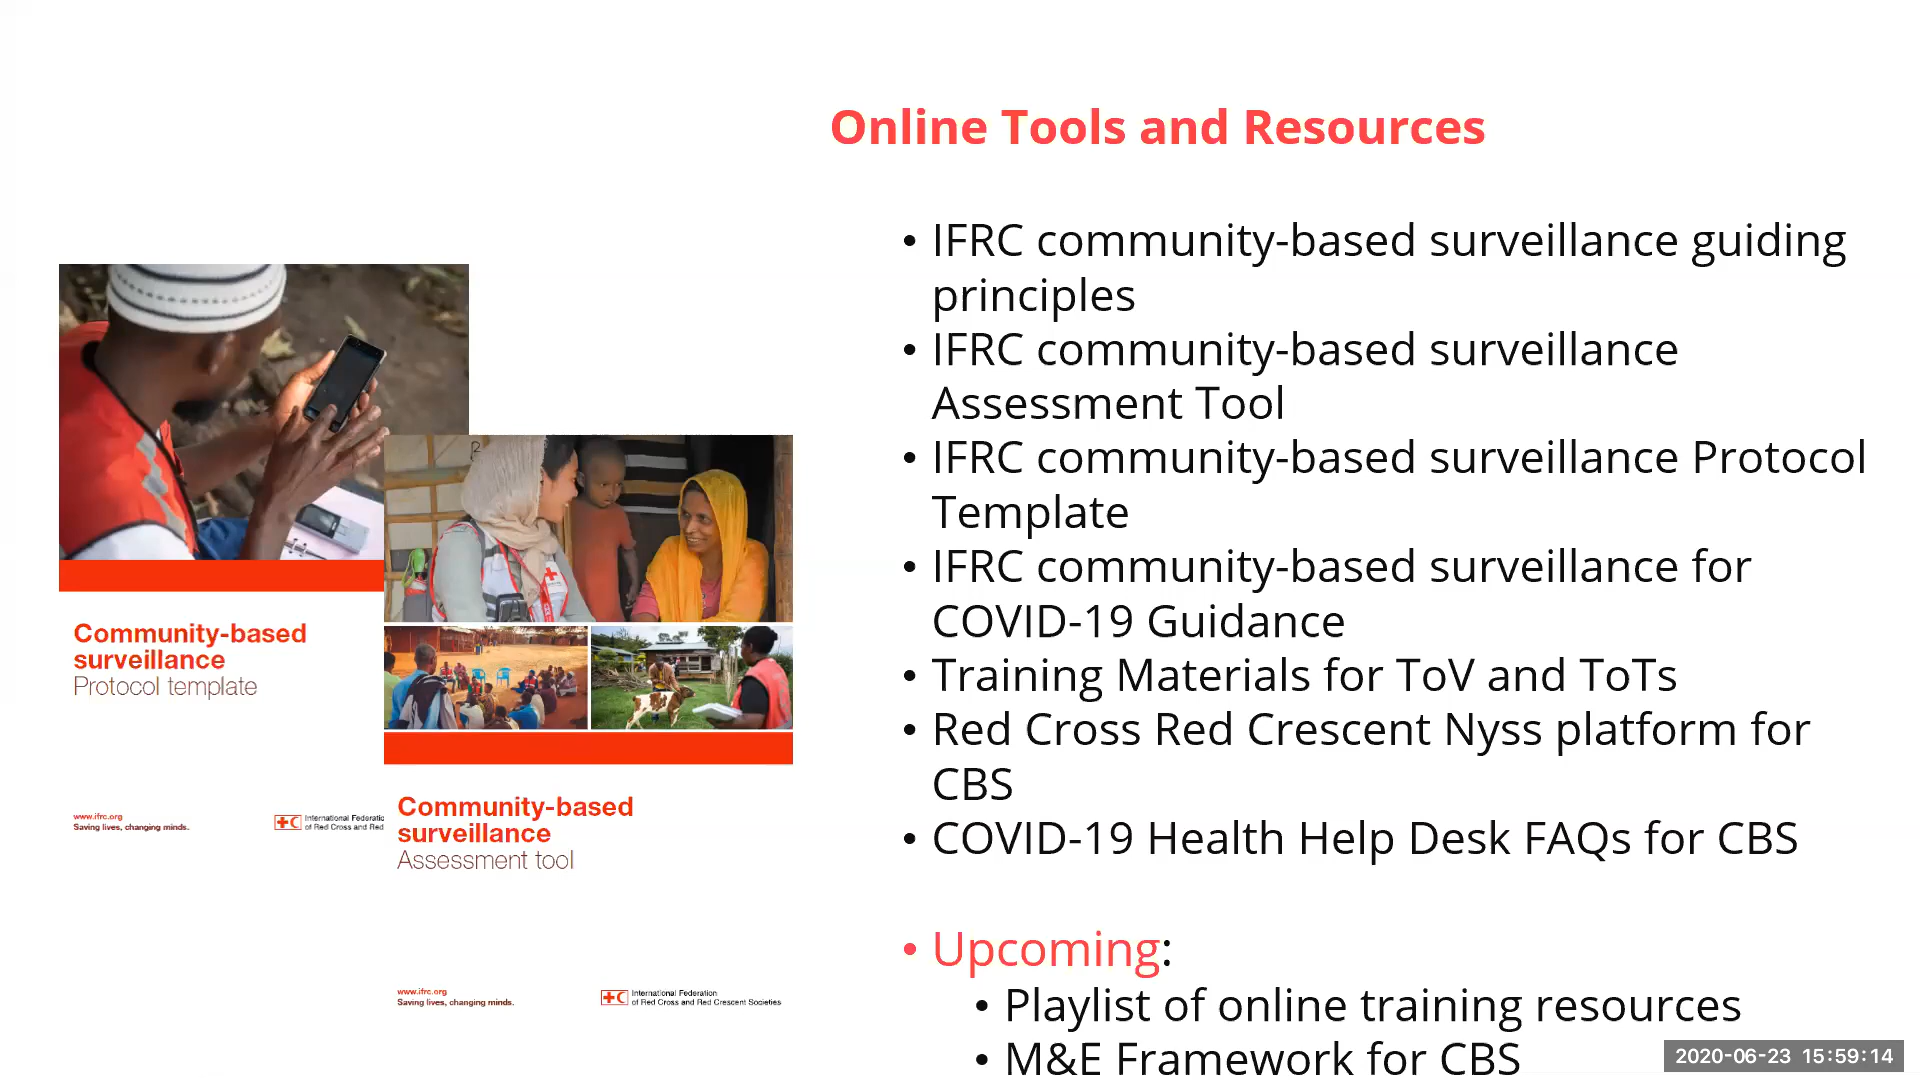 Online Tools and Resources
• IFRC community-based surveillance guiding
principles
• IFRC community-based surveillance
Assessment Tool
• IFRC community-based surveillance Protocol
Template
• IFRC community-based surveillance for
COVID-19 Guidance
• Training Materials for ToV and ToTs
• Red Cross Red Crescent Nyss platform for
CBS
• COVID-19 Health Help Desk FAQs for CBS
• Upcoming:
• Playlist of online training resources
• M&E Framework for CBS
Community-based
surveillance
Protocol template
www.ifrc.org
Saving lives, changing minds.
International Federatic
of Red Cross and Red
Community-based
surveillance
Assessment tool
www.ifrc.org
Saving lives, changing minds.
International Federation
of Red Cross and Red Crescent Societies
2020-06-23 15:59:14